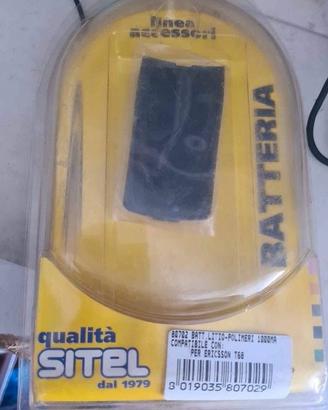 linea
accessori
BATTERIA
qualità
SITEL
dal 1979
80702 BATT.LITIO-POLIMERI 1000MA
COMPATIBILE CON:
PER ERICSSON T68
3 019035 807029